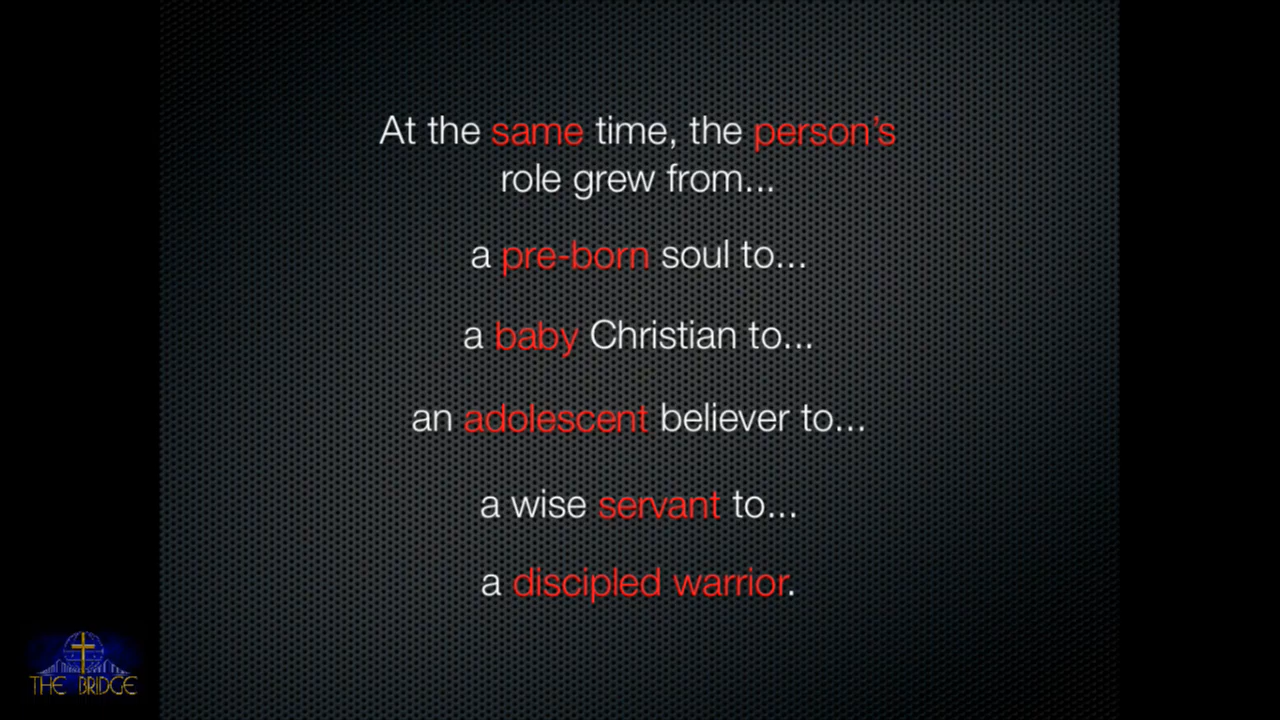 At the same time, the person's
role grew from...
a pre-born soul to...
a baby Christian to...
an adolescent believer to...
a wise servant to...
a discipled warrior.
THE BRIDGE